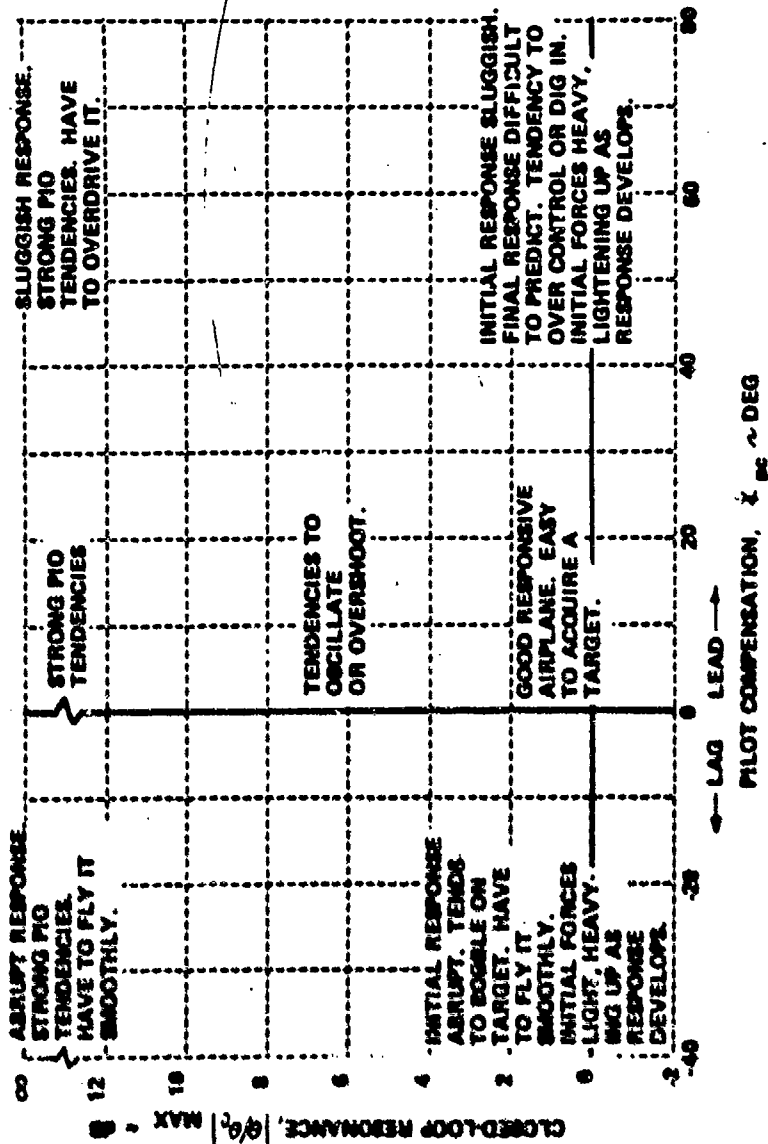 ABRUPT RESPONSE.
STRONG PIO
TENDENCIES.
HAVE TO FLY IT
SMOOTHLY.
STRONG PIO
TENDENCIES
SLUGGISH RESPONSE.
STRONG PIO
TENDENCIES. HAVE
TO OVERDRIVE IT.
TENDENCIES TO
OSCILLATE
OR OVERSHOOT.
INITIAL RESPONSE
ABRUPT. TENDS
TO BOBBLE ON
TARGET. HAVE
TO FLY IT
SMOOTHLY.
INITIAL FORCES
LIGHT, HEAVY-
ING UP AS
RESPONSE
DEVELOPS.
GOOD RESPONSIVE
AIRPLANE. EASY
TO ACQUIRE A
TARGET.
INITIAL RESPONSE SLUGGISH.
FINAL RESPONSE DIFFICULT
TO PREDICT. TENDENCY TO
OVER CONTROL OR DIG IN.
INITIAL FORCES HEAVY,
LIGHTENING UP AS
RESPONSE DEVELOPS.
CLOSED-LOOP RESONANCE, |θ/θc| MAX ~ dB
∞
12
10
8
6
4
2
0
-2
-40
-20
0
20
40
60
80
← LAG LEAD →
PILOT COMPENSATION, ∡ ~ DEG